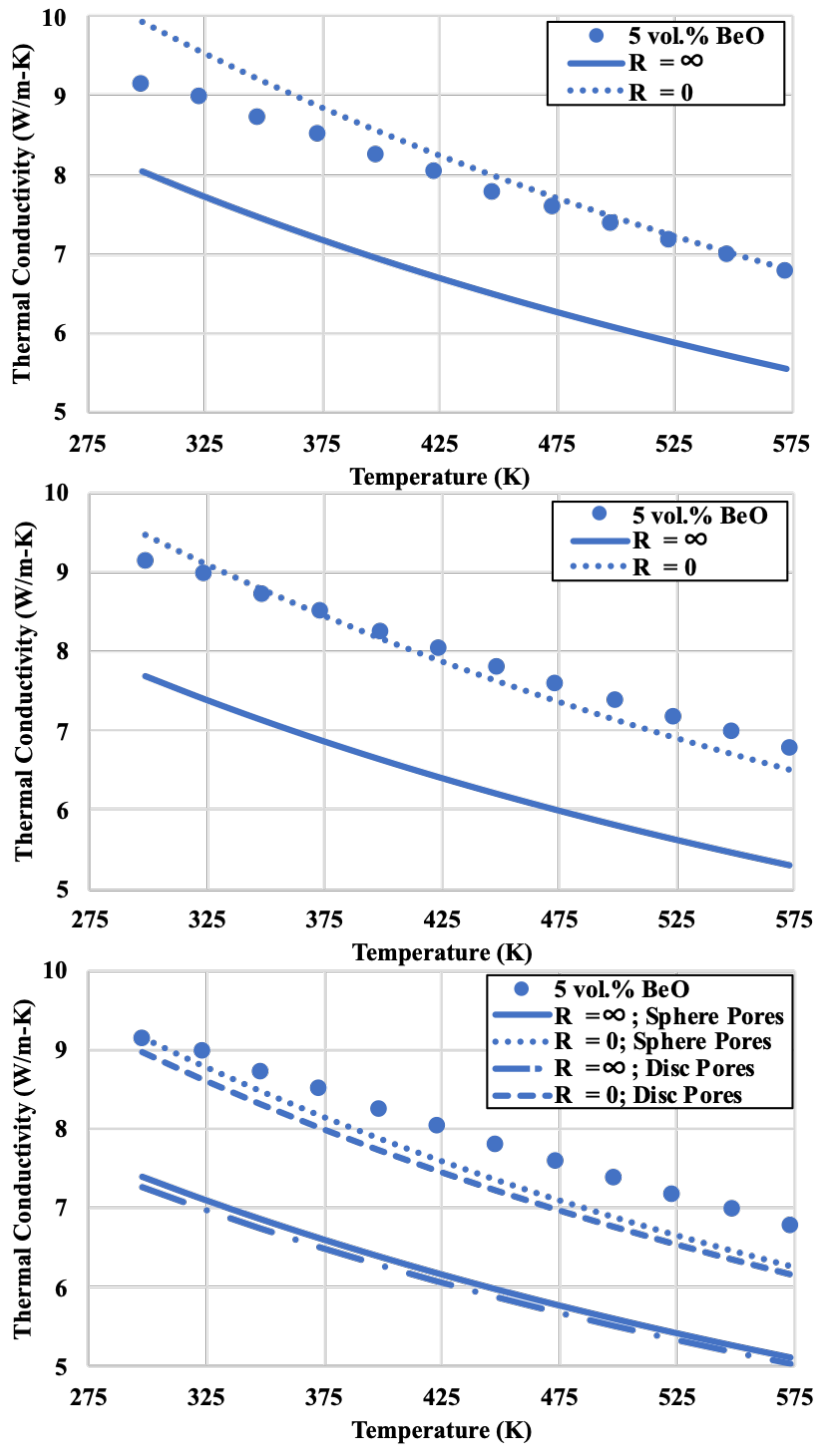 Thermal Conductivity (W/m-K)
10
9
8
7
6
5
5 vol.% BeO
R = ∞
R = 0
275 325 375 425 475 525 575
Temperature (K)
Thermal Conductivity (W/m-K)
10
9
8
7
6
5
5 vol.% BeO
R = ∞
R = 0
275 325 375 425 475 525 575
Temperature (K)
Thermal Conductivity (W/m-K)
10
9
8
7
6
5
5 vol.% BeO
R =∞ ; Sphere Pores
R = 0; Sphere Pores
R =∞ ; Disc Pores
R = 0; Disc Pores
275 325 375 425 475 525 575
Temperature (K)